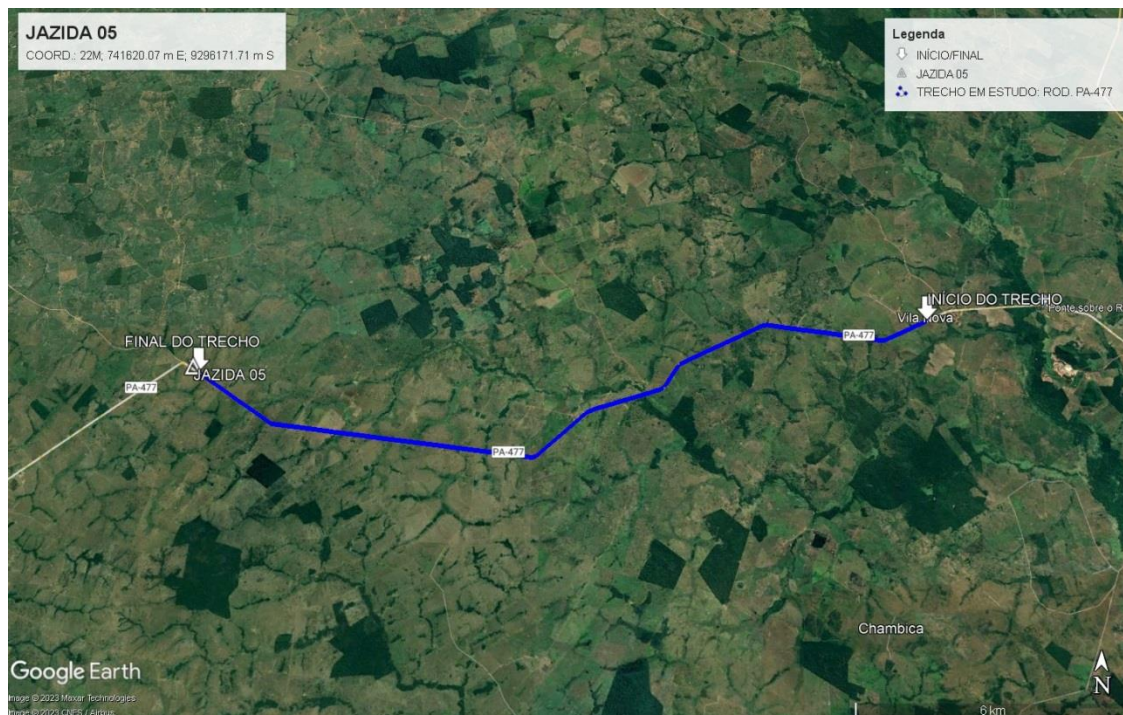 JAZIDA 05
COORD.: 22M; 741620.07 m E; 9296171.71 m S
Legenda
INÍCIO/FINAL
JAZIDA 05
TRECHO EM ESTUDO: ROD. PA-477
INÍCIO DO TRECHO
Vila Nova
Ponte sobre o R
PA-477
FINAL DO TRECHO
JAZIDA 05
PA-477
PA-477
Chambica
Google Earth
Image © 2023 Maxar Technologies
Image © 2023 CNES / Airbus
N
6 km